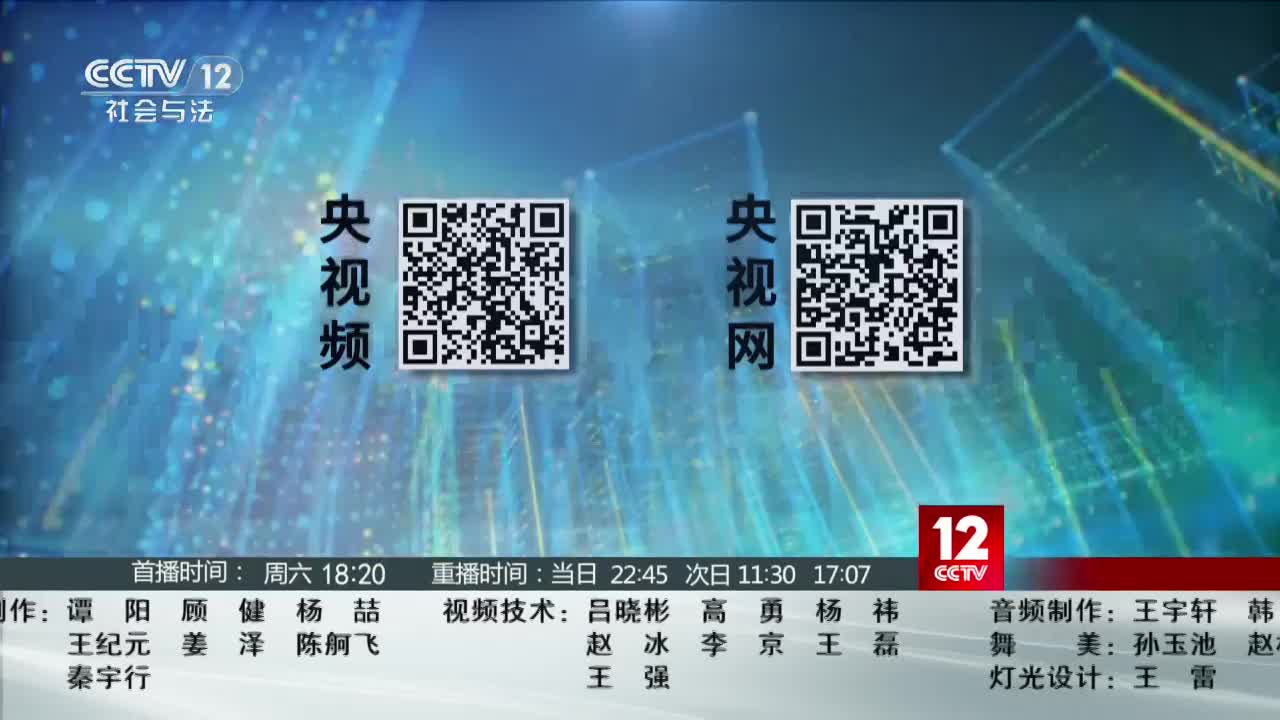 CCTV 12
社会与法
央视频
央视网
12
CCTV
首播时间： 周六 18:20 重播时间：当日 22:45 次日 11:30 17:07
制作： 谭 阳 顾 健 杨 喆 视频技术： 吕晓彬 高 勇 杨 祎 音频制作： 王宇轩 韩
王纪元 姜 泽 陈舸飞 赵 冰 李 京 王 磊 舞 美： 孙玉池 赵
秦宇行 王 强 灯光设计： 王 雷